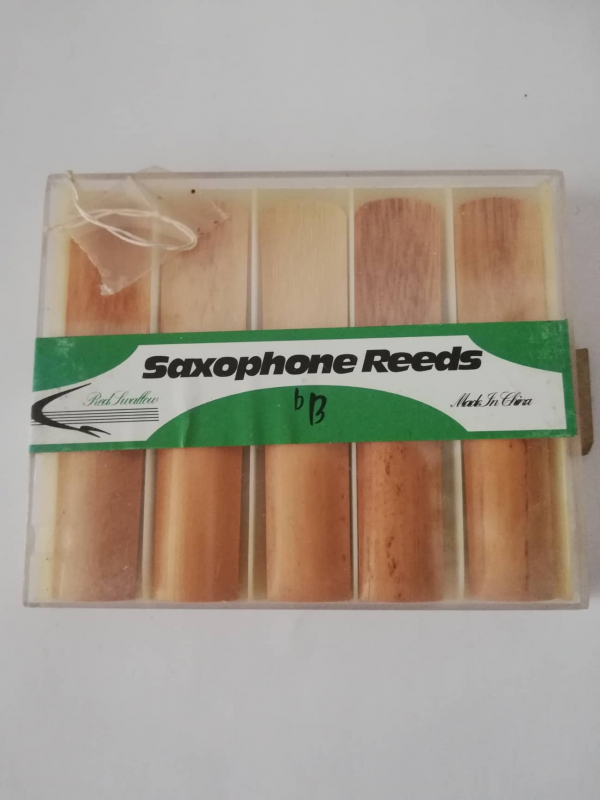 Saxophone Reeds
Red Swallow
bB
Made In China